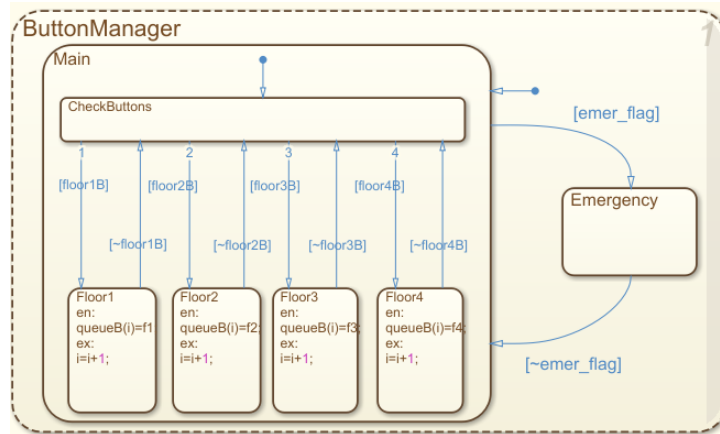 ButtonManager
1
Main
CheckButtons
[emer_flag]
1
2
3
4
[floor1B]
[floor2B]
[floor3B]
[floor4B]
Emergency
[~floor1B]
[~floor2B]
[~floor3B]
[~floor4B]
Floor1
en:
queueB(i)=f1
ex:
i=i+1;
Floor2
en:
queueB(i)=f2;
ex:
i=i+1;
Floor3
en:
queueB(i)=f3;
ex:
i=i+1;
Floor4
en:
queueB(i)=f4;
ex:
i=i+1;
[~emer_flag]